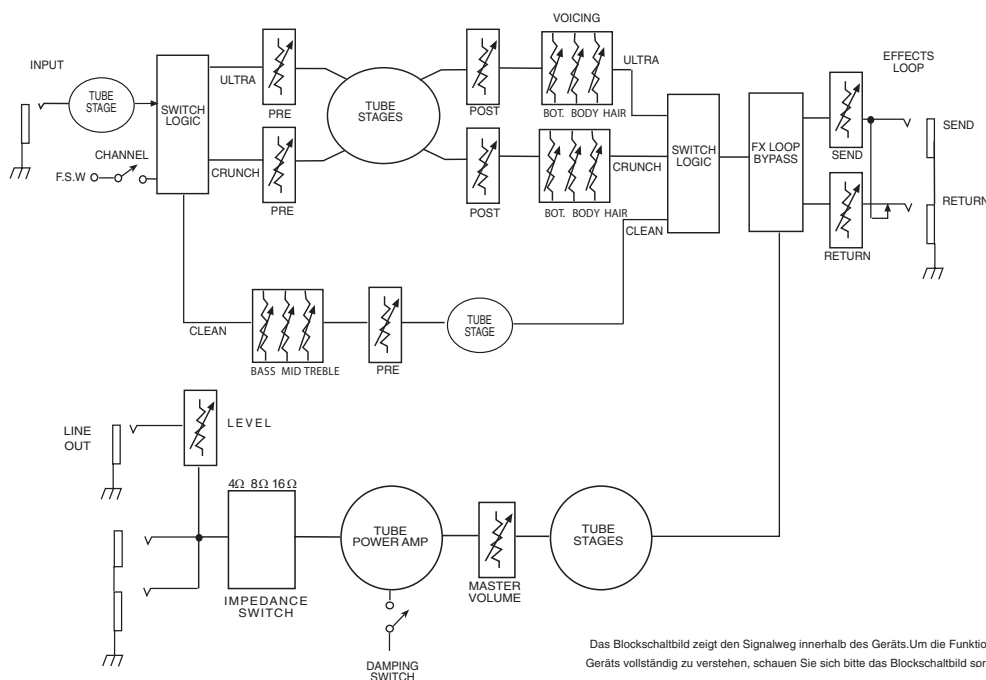 VOICING
INPUT
TUBE
STAGE
SWITCH
LOGIC
CHANNEL
F.S.W
ULTRA
PRE
CRUNCH
PRE
TUBE
STAGES
POST
BOT. BODY HAIR
ULTRA
POST
BOT. BODY HAIR
CRUNCH
CLEAN
SWITCH
LOGIC
FX LOOP
BYPASS
EFFECTS
LOOP
SEND
SEND
RETURN
RETURN
CLEAN
BASS MID TREBLE
PRE
TUBE
STAGE
LINE
OUT
LEVEL
4Ω 8Ω 16Ω
IMPEDANCE
SWITCH
TUBE
POWER AMP
DAMPING
SWITCH
MASTER
VOLUME
TUBE
STAGES
Das Blockschaltbild zeigt den Signalweg innerhalb des Geräts.Um die Funktio
Geräts vollständig zu verstehen, schauen Sie sich bitte das Blockschaltbild sor